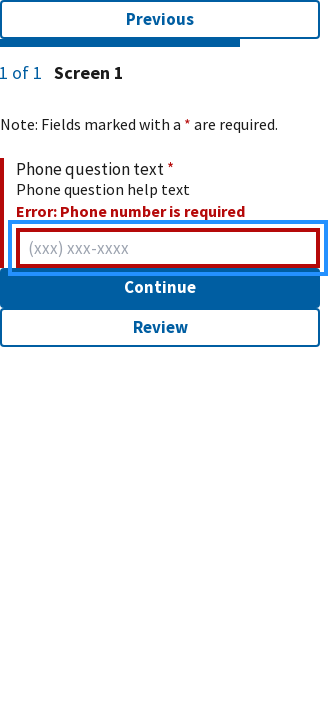 Previous
1 of 1 Screen 1
Note: Fields marked with a * are required.
Phone question text *
Phone question help text
Error: Phone number is required
(xxx) xxx-xxxx
Continue
Review